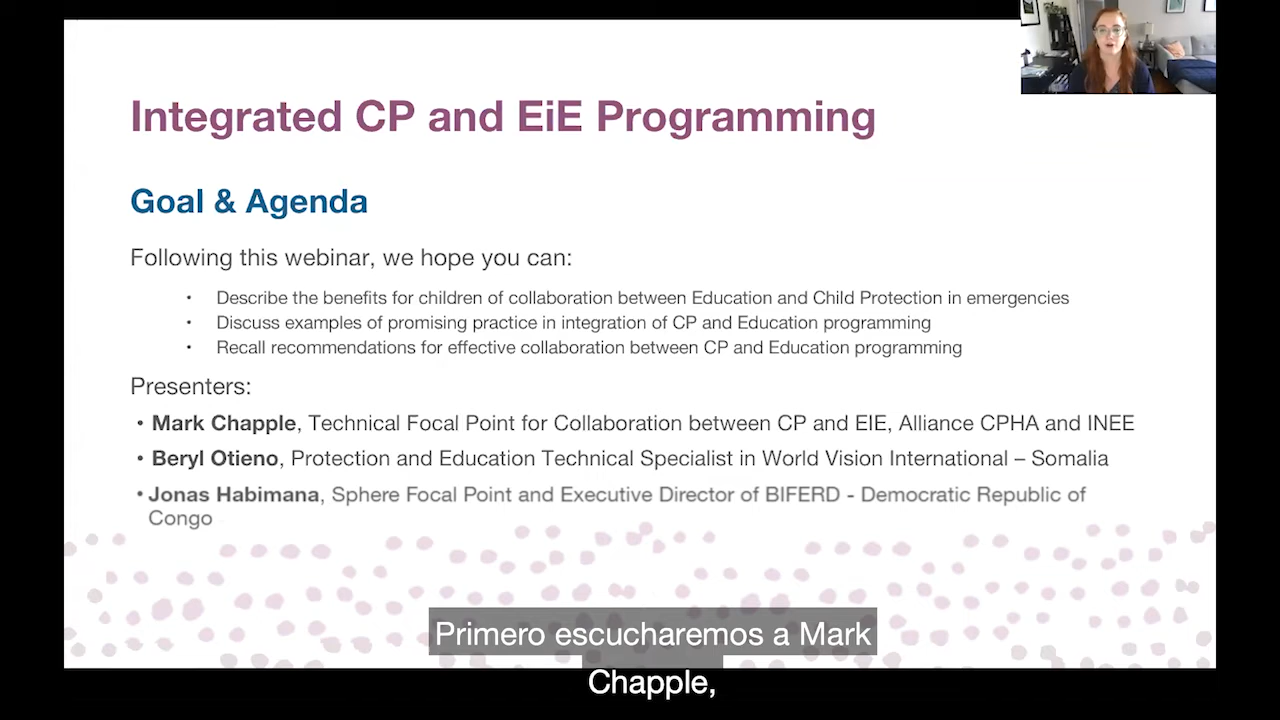 Integrated CP and EiE Programming
Goal & Agenda
Following this webinar, we hope you can:
• Describe the benefits for children of collaboration between Education and Child Protection in emergencies
• Discuss examples of promising practice in integration of CP and Education programming
• Recall recommendations for effective collaboration between CP and Education programming
Presenters:
• Mark Chapple, Technical Focal Point for Collaboration between CP and EIE, Alliance CPHA and INEE
• Beryl Otieno, Protection and Education Technical Specialist in World Vision International – Somalia
• Jonas Habimana, Sphere Focal Point and Executive Director of BIFERD - Democratic Republic of
Congo
Primero escucharemos a Mark
Chapple,